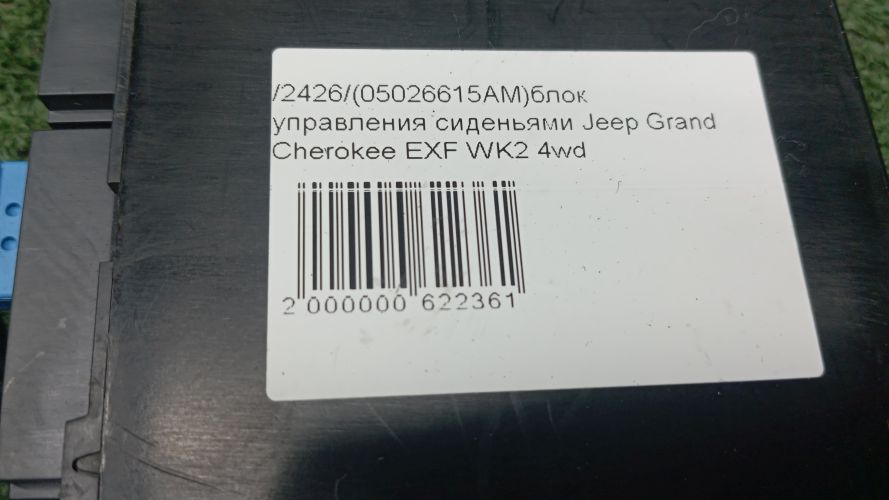 /2426/(05026615AM)блок
управления сиденьями Jeep Grand
Cherokee EXF WK2 4wd
2 000000 622361